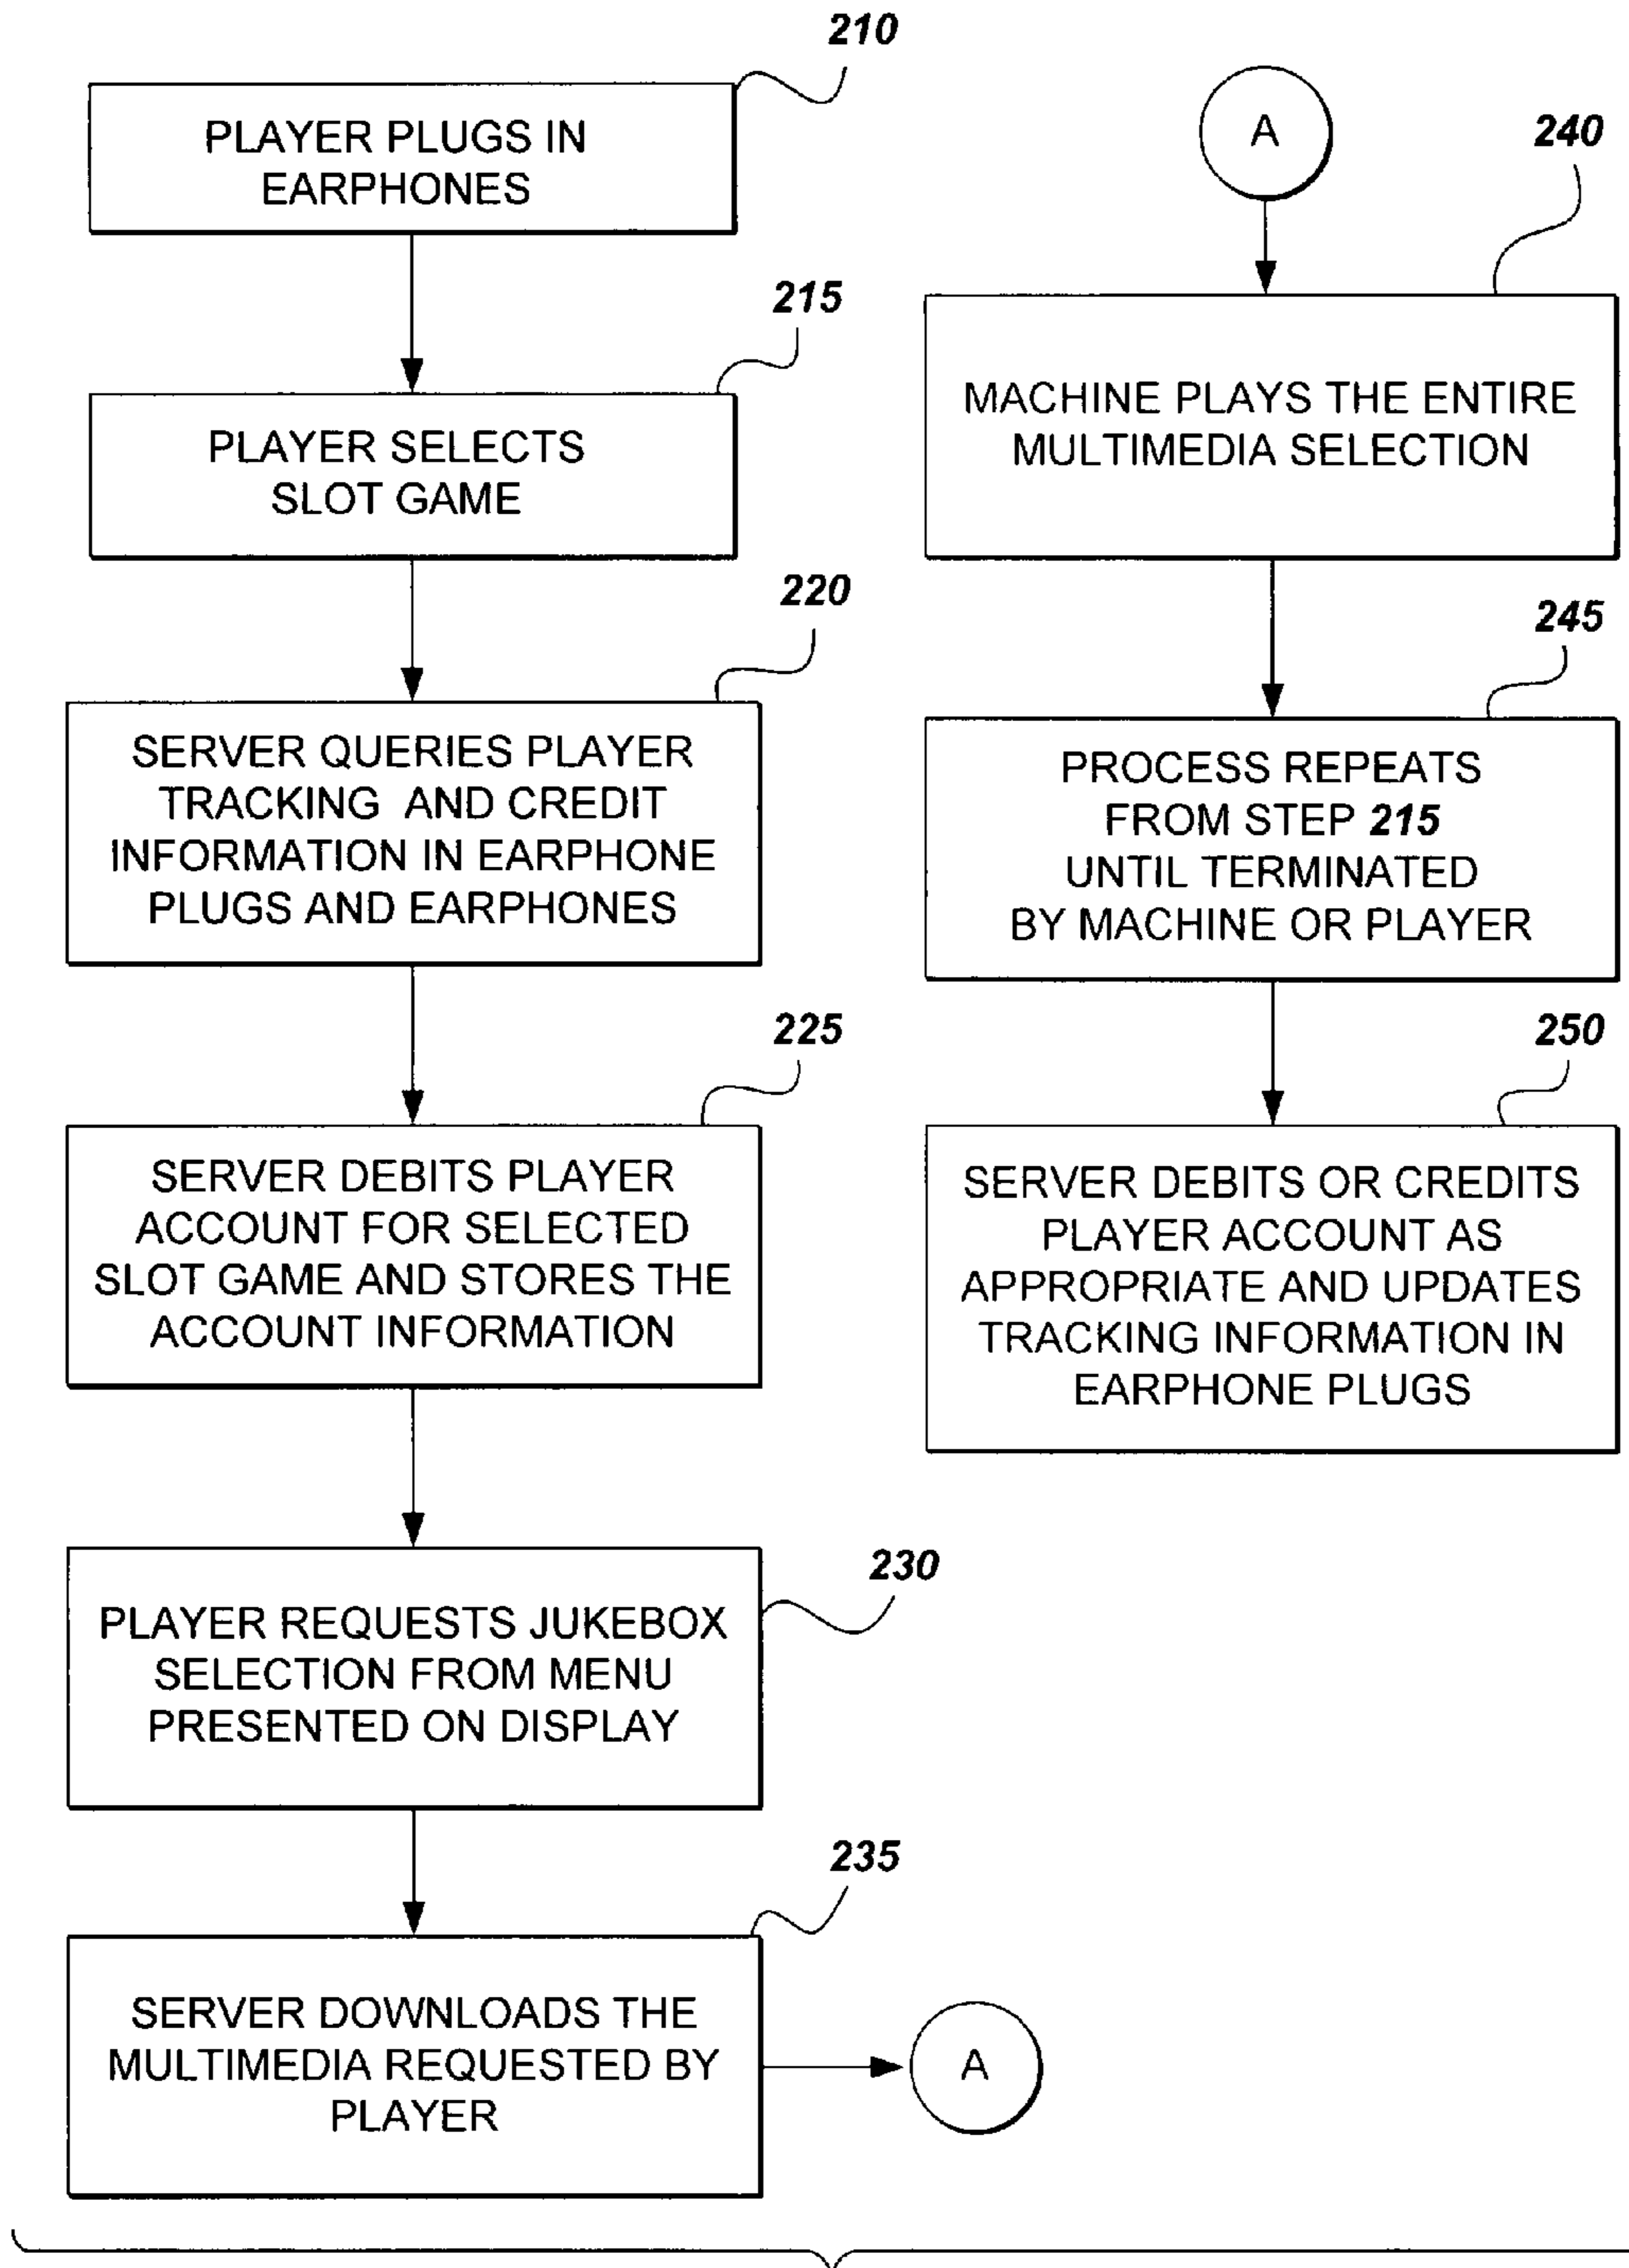 210
PLAYER PLUGS IN
EARPHONES
215
PLAYER SELECTS
SLOT GAME
220
SERVER QUERIES PLAYER
TRACKING AND CREDIT
INFORMATION IN EARPHONE
PLUGS AND EARPHONES
225
SERVER DEBITS PLAYER
ACCOUNT FOR SELECTED
SLOT GAME AND STORES THE
ACCOUNT INFORMATION
230
PLAYER REQUESTS JUKEBOX
SELECTION FROM MENU
PRESENTED ON DISPLAY
235
SERVER DOWNLOADS THE
MULTIMEDIA REQUESTED BY
PLAYER
A
A
240
MACHINE PLAYS THE ENTIRE
MULTIMEDIA SELECTION
245
PROCESS REPEATS
FROM STEP 215
UNTIL TERMINATED
BY MACHINE OR PLAYER
250
SERVER DEBITS OR CREDITS
PLAYER ACCOUNT AS
APPROPRIATE AND UPDATES
TRACKING INFORMATION IN
EARPHONE PLUGS